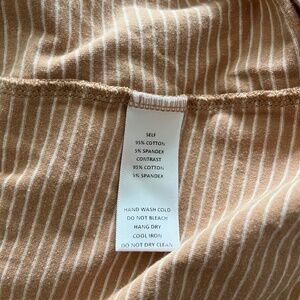 SELF
95% COTTON
5% SPANDEX
CONTRAST
95% COTTON
5% SPANDEX
HAND WASH COLD
DO NOT BLEACH
HANG DRY
COOL IRON
DO NOT DRY CLEAN